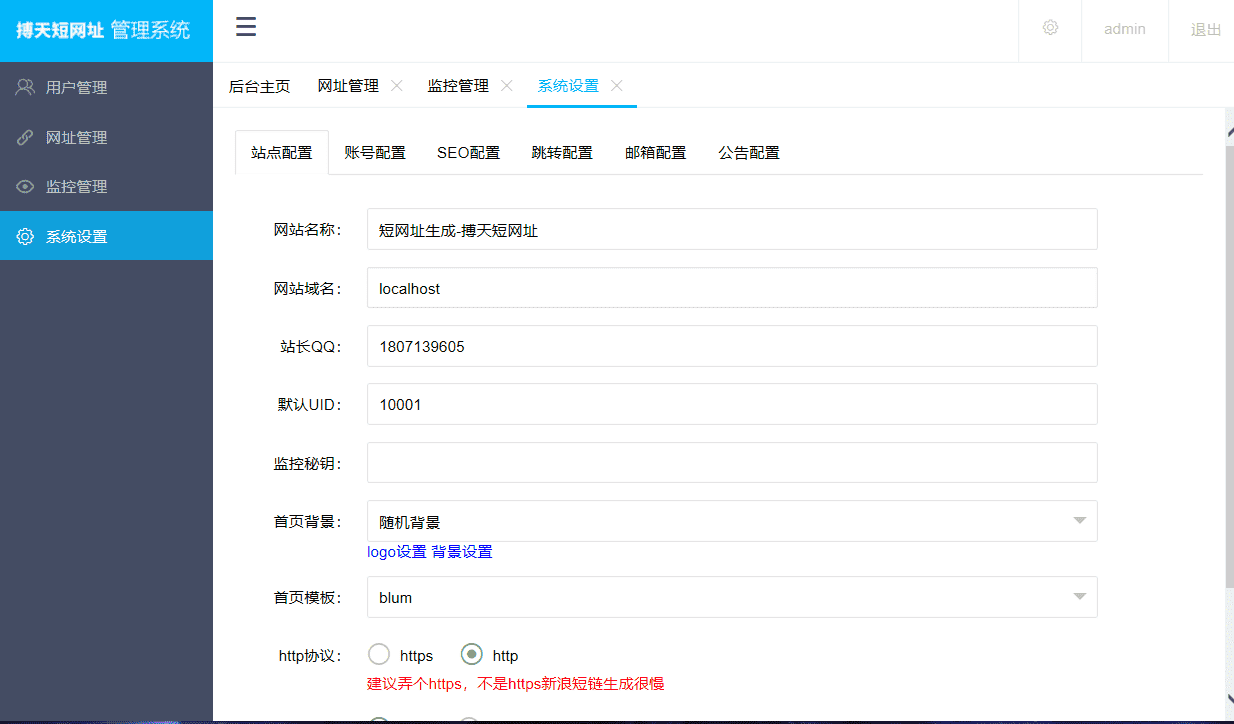 搏天短网址 管理系统
admin
退出
用户管理
网址管理
监控管理
系统设置
后台主页 网址管理 监控管理 系统设置
站点配置 账号配置 SEO配置 跳转配置 邮箱配置 公告配置
网站名称： 短网址生成-搏天短网址
网站域名： localhost
站长QQ： 1807139605
默认UID： 10001
监控秘钥：
首页背景： 随机背景
logo设置 背景设置
首页模板： blum
http协议： https http
建议弄个https，不是https新浪短链生成很慢